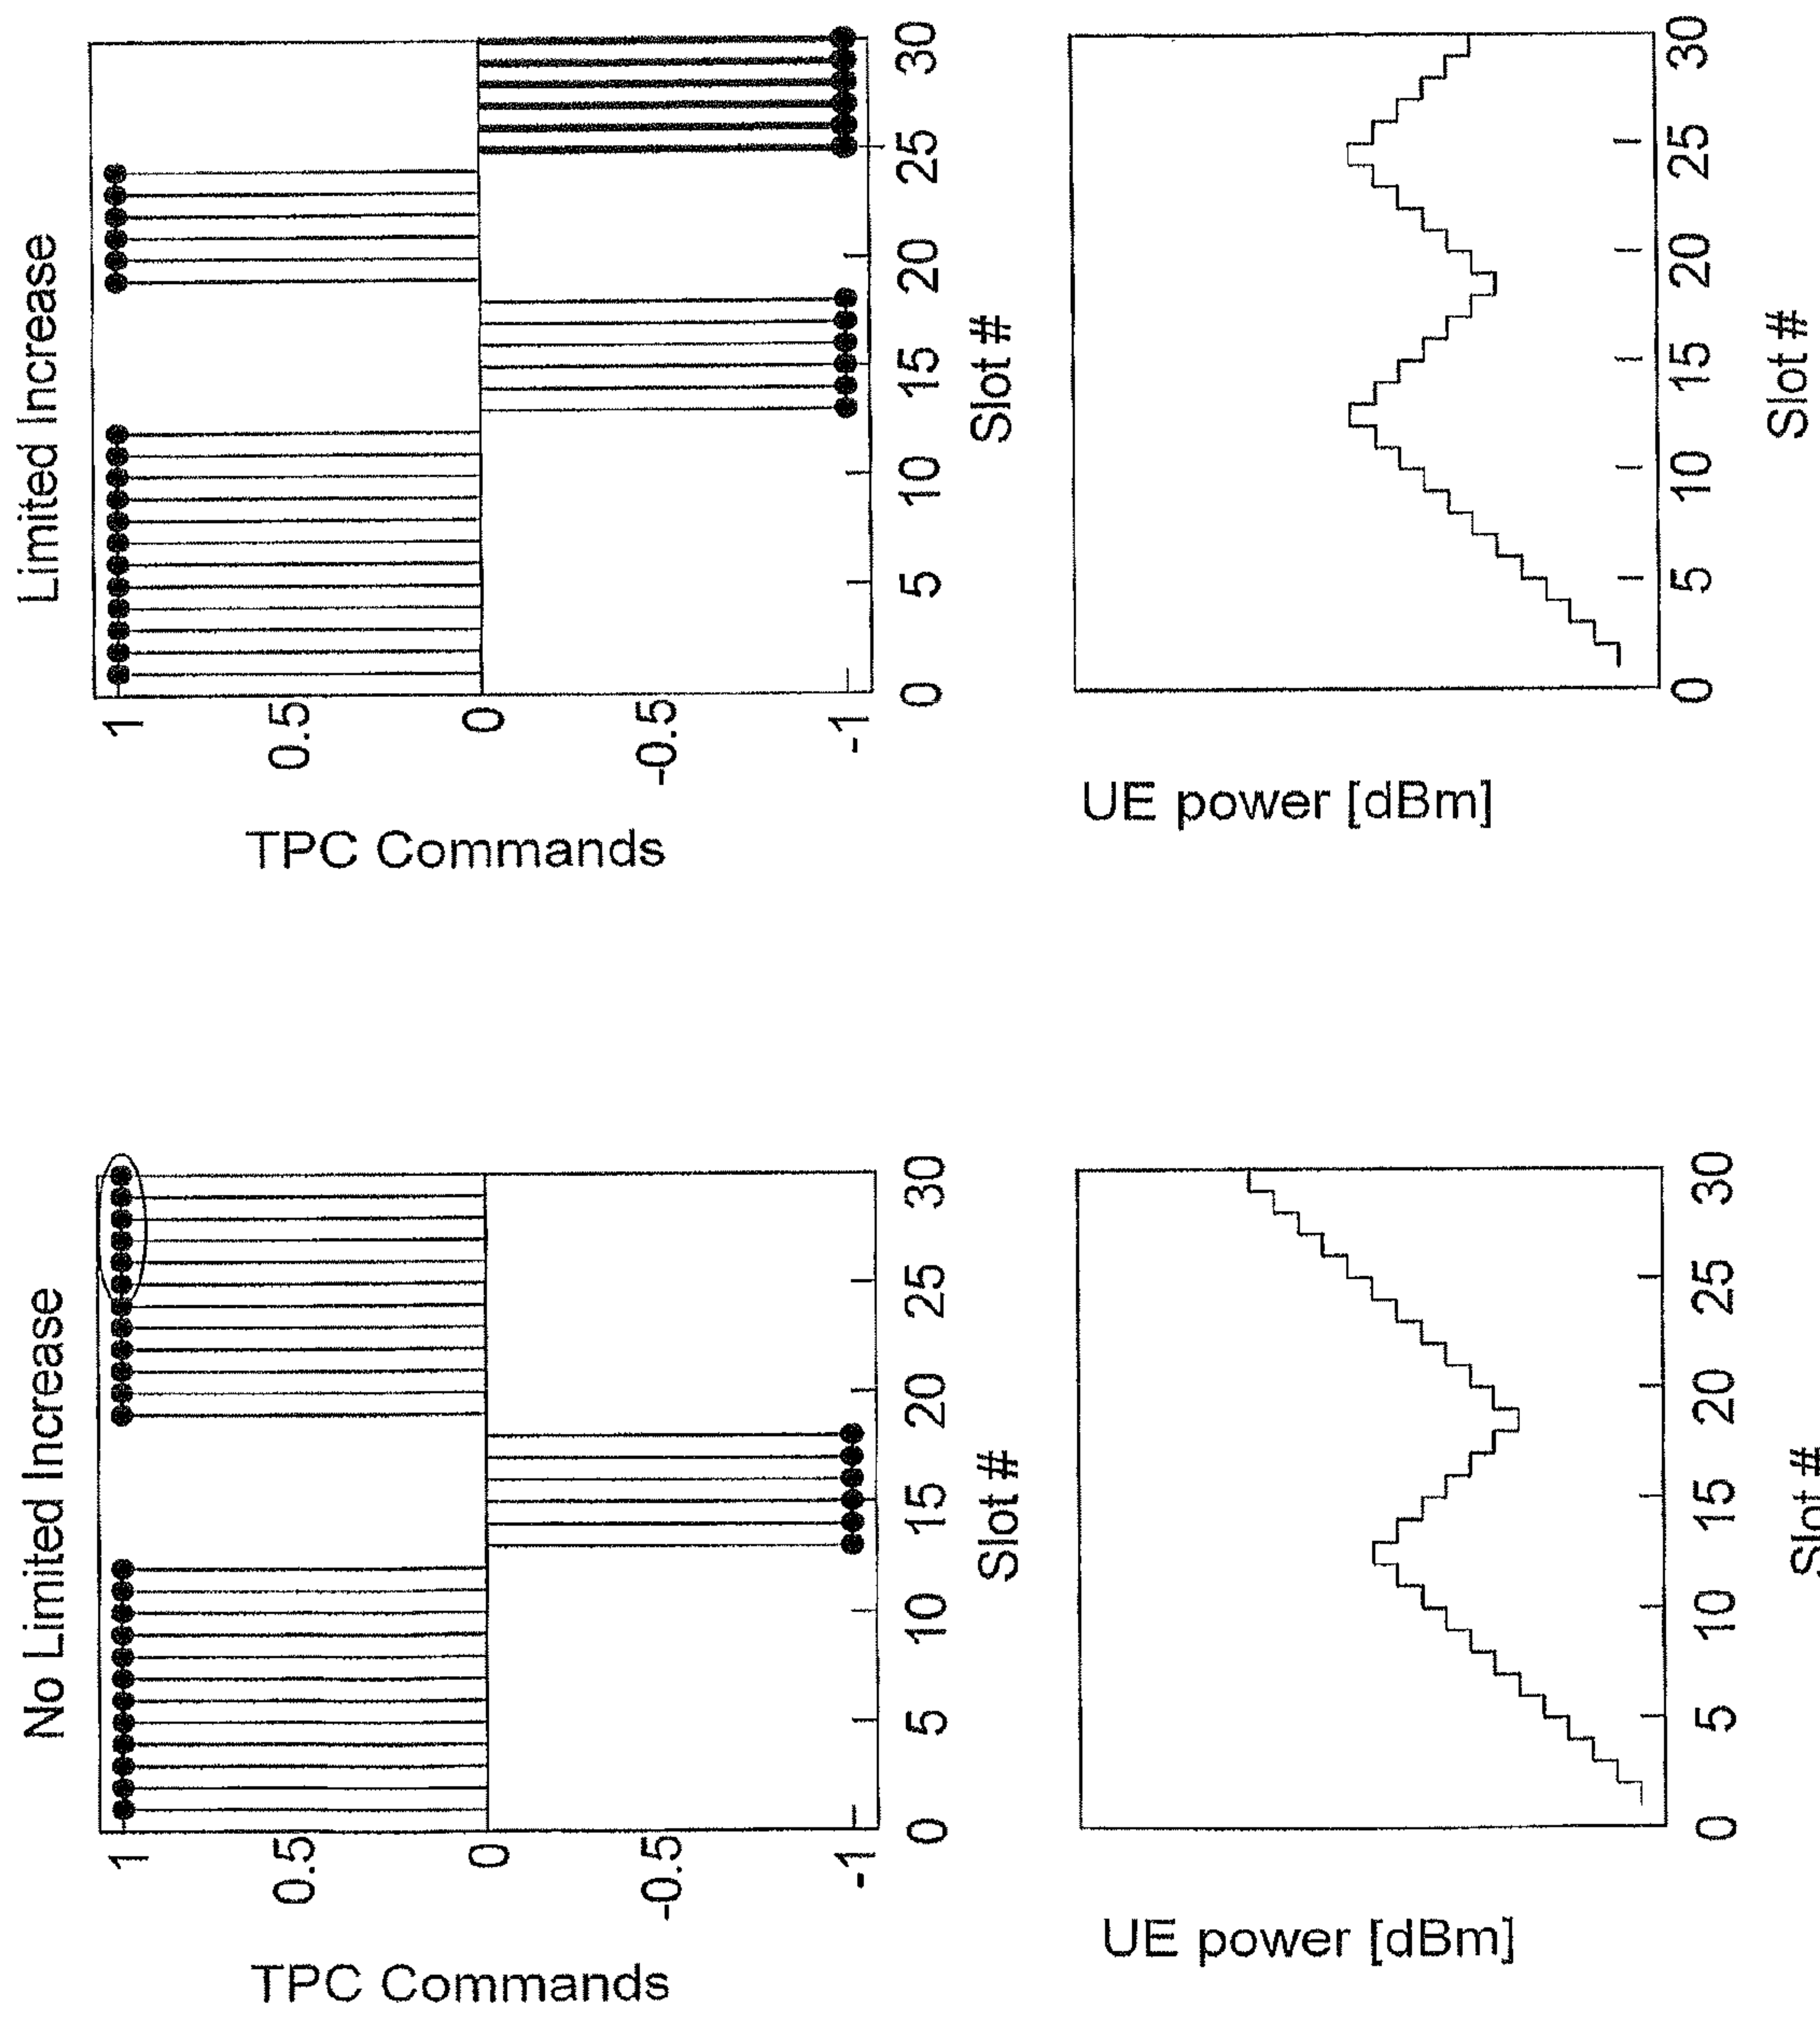 No Limited Increase
TPC Commands
1
0.5
0
-0.5
-1
0 5 10 15 20 25 30
Slot #
UE power [dBm]
0 5 10 15 20 25 30
Slot #
Limited Increase
TPC Commands
1
0.5
0
-0.5
-1
0 5 10 15 20 25 30
Slot #
UE power [dBm]
0 5 10 15 20 25 30
Slot #